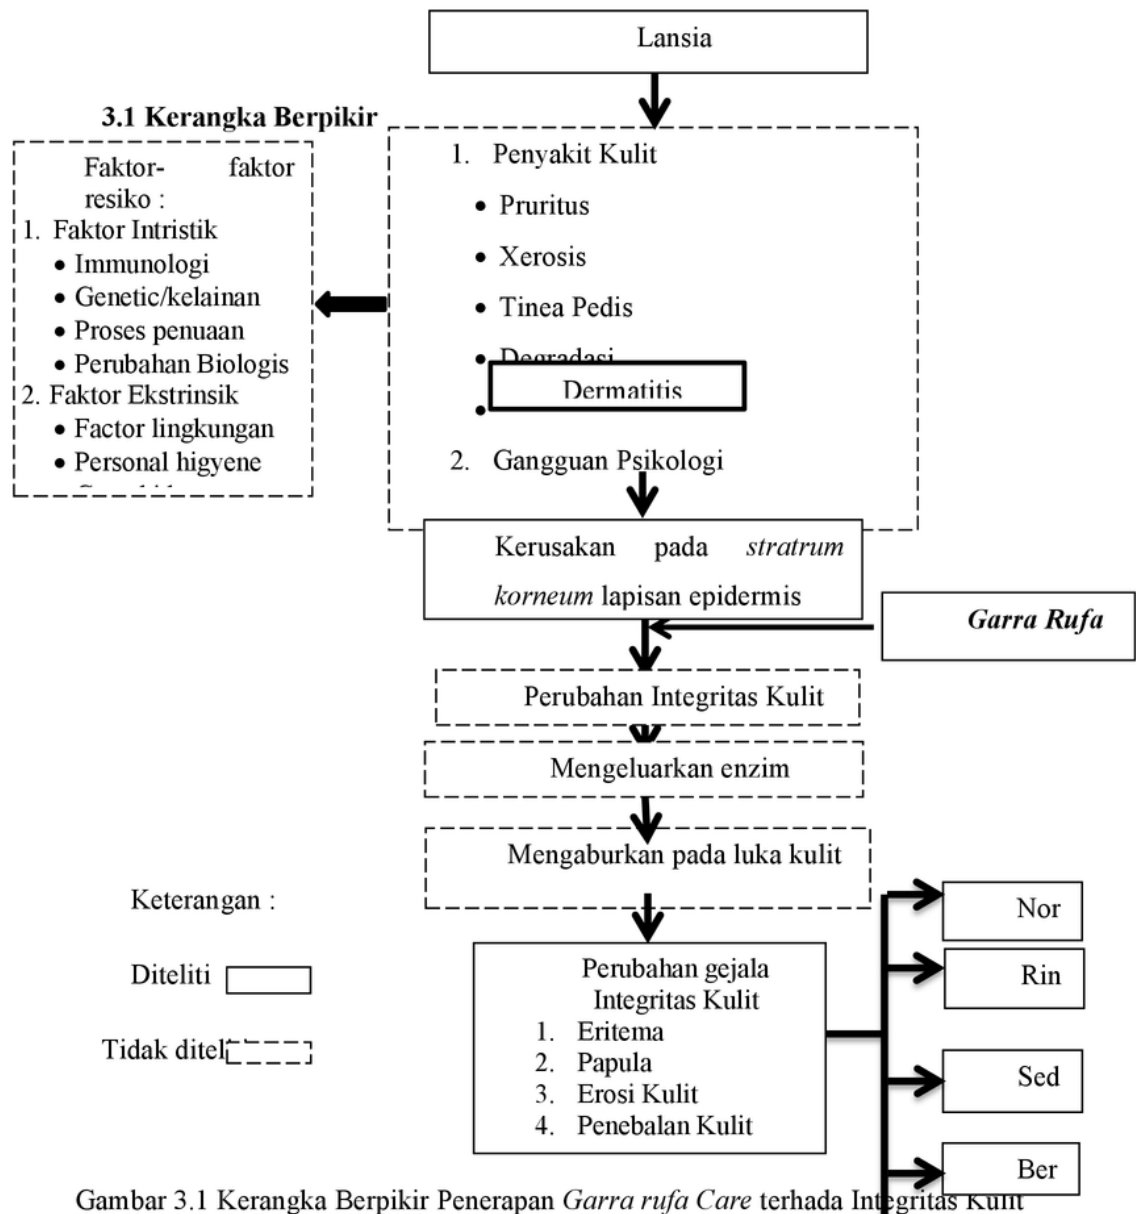 Lansia
3.1 Kerangka Berpikir
Faktor- faktor
resiko :
1. Faktor Intristik
• Immunologi
• Genetic/kelainan
• Proses penuaan
• Perubahan Biologis
2. Faktor Ekstrinsik
• Factor lingkungan
• Personal higyene
1. Penyakit Kulit
• Pruritus
• Xerosis
• Tinea Pedis
• Degradasi
• Dermatitis
2. Gangguan Psikologi
Kerusakan pada stratrum
korneum lapisan epidermis
Garra Rufa
Perubahan Integritas Kulit
Mengeluarkan enzim
Mengaburkan pada luka kulit
Keterangan :
Diteliti
Tidak ditel
Perubahan gejala
Integritas Kulit
1. Eritema
2. Papula
3. Erosi Kulit
4. Penebalan Kulit
Nor
Rin
Sed
Ber
Gambar 3.1 Kerangka Berpikir Penerapan Garra rufa Care terhada Integritas Kulit